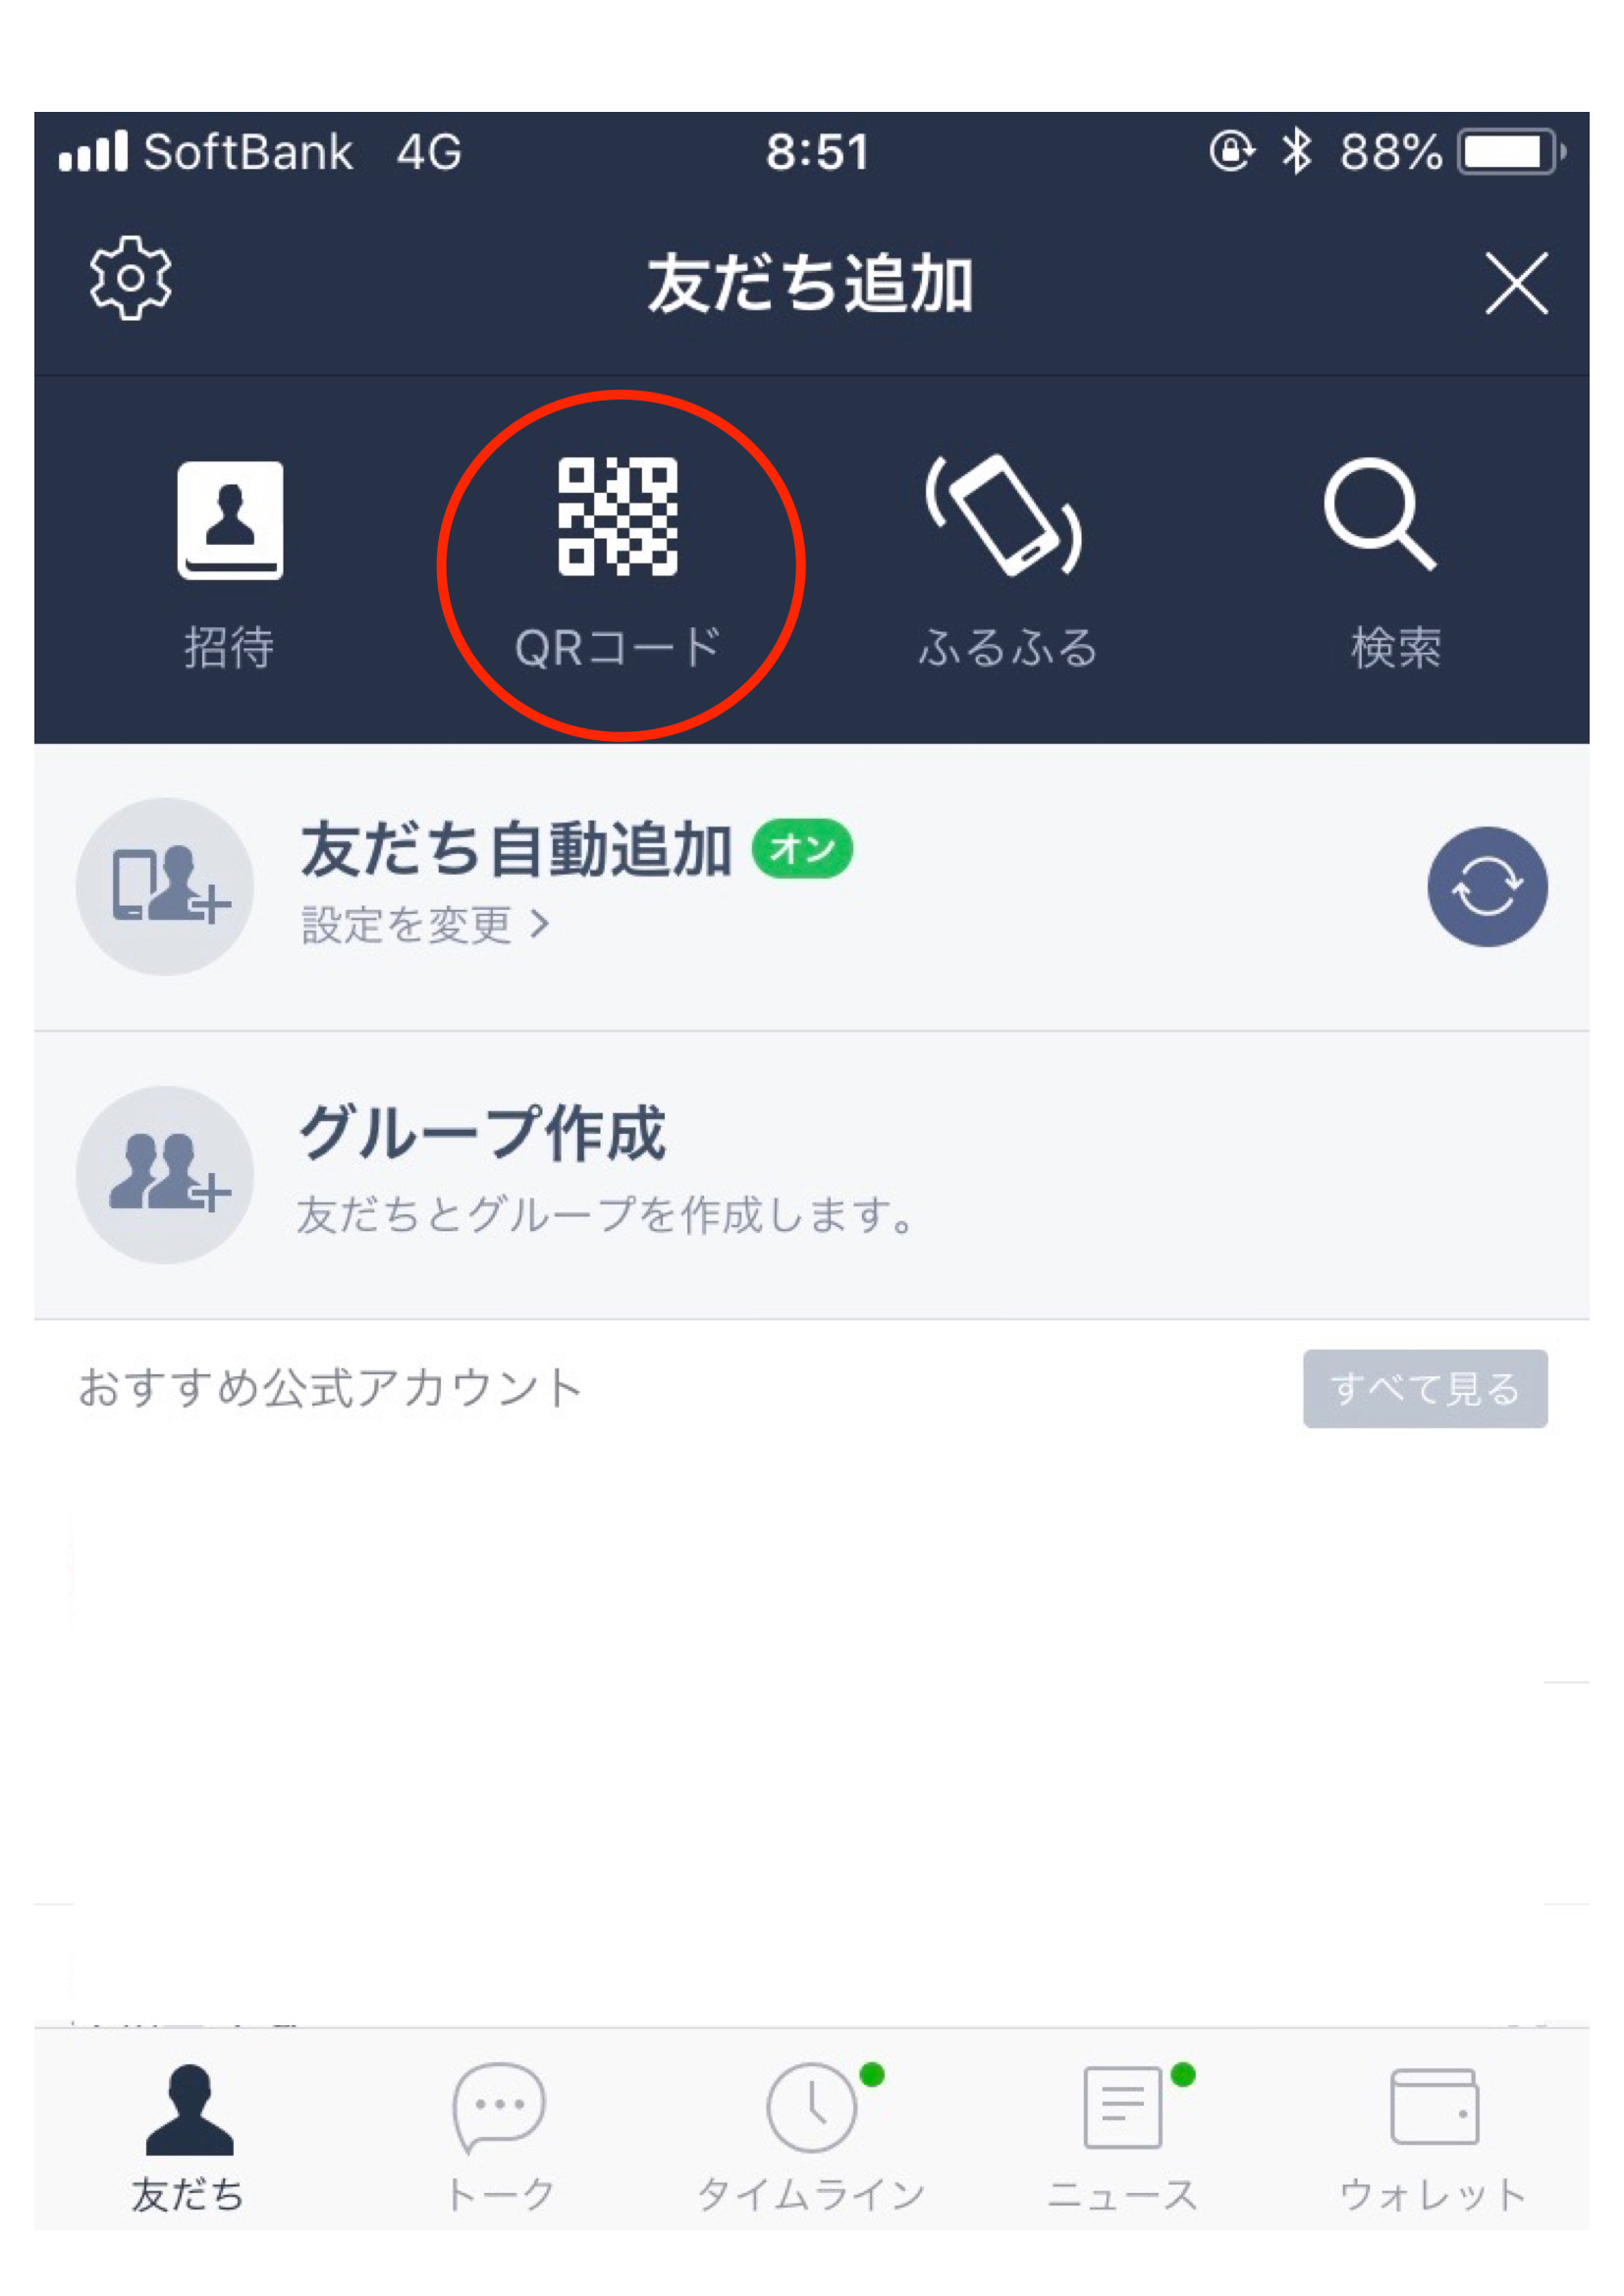 SoftBank 4G 8:51 88%
友だち追加
招待 QRコード ふるふる 検索
友だち自動追加 オン
設定を変更 >
グループ作成
友だちとグループを作成します。
おすすめ公式アカウント すべて見る
友だち トーク タイムライン ニュース ウォレット